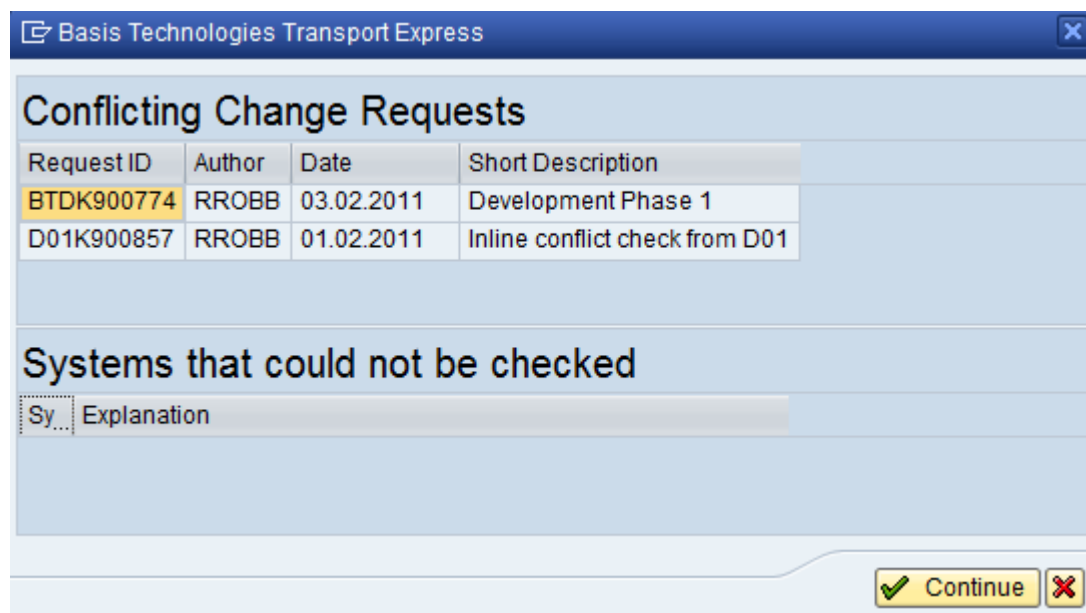 Basis Technologies Transport Express
Conflicting Change Requests
Request ID Author Date Short Description
BTDK900774 RROBB 03.02.2011 Development Phase 1
D01K900857 RROBB 01.02.2011 Inline conflict check from D01
Systems that could not be checked
Sy... Explanation
Continue